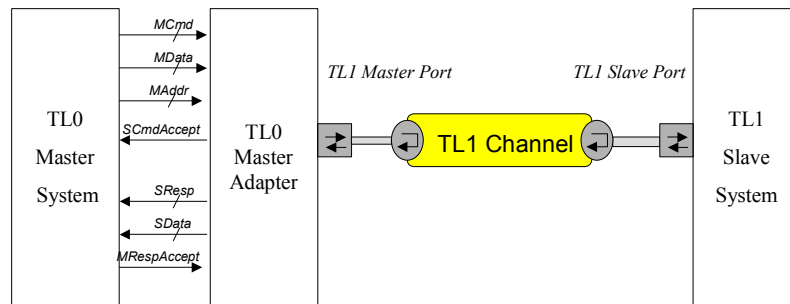 MCmd
MData
MAddr
SCmdAccept
SResp
SData
MRespAccept
TL0
Master
System
TL0
Master
Adapter
TL1 Master Port
TL1 Channel
TL1 Slave Port
TL1
Slave
System